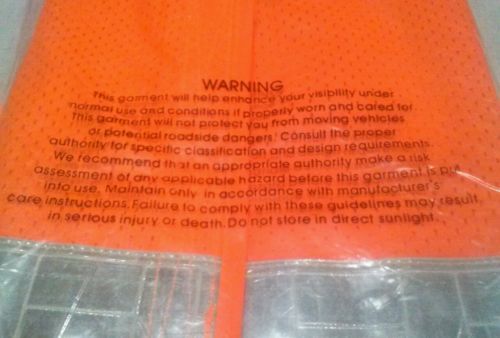 WARNING
This garment will help enhance your visibility under
normal use and conditions if properly worn and cared for.
This garment will not protect you from moving vehicles
or potential roadside dangers. Consult the proper
authority for specific classification and design requirements.
We recommend that an appropriate authority make a risk
assessment of any applicable hazard before this garment is put
into use. Maintain only in accordance with manufacturer's
care instructions. Failure to comply with these guidelines may result
in serious injury or death. Do not store in direct sunlight.